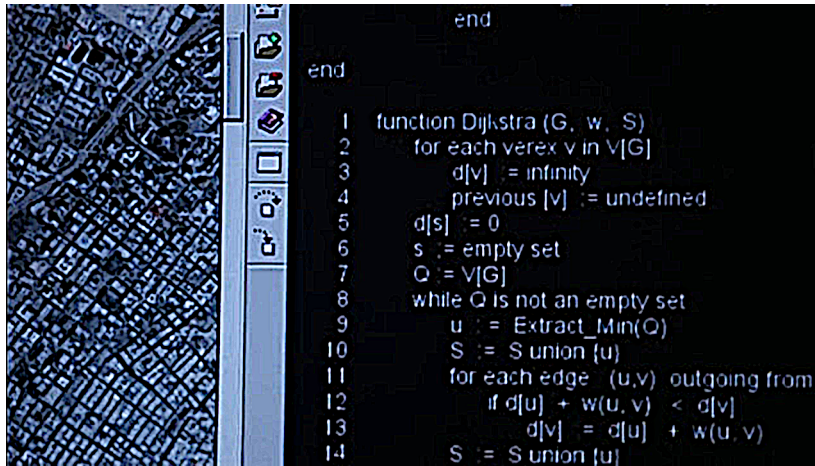 end
end
1 function Dijkstra (G, w, S)
2 for each verex v in V[G]
3 d[v] := infinity
4 previous [v] := undefined
5 d[s] := 0
6 s := empty set
7 Q := V[G]
8 while Q is not an empty set
9 u := Extract_Min(Q)
10 S := S union {u}
11 for each edge (u,v) outgoing from
12 if d[u] + w(u, v) < d[v]
13 d[v] := d[u] + w(u, v)
14 S := S union {u}